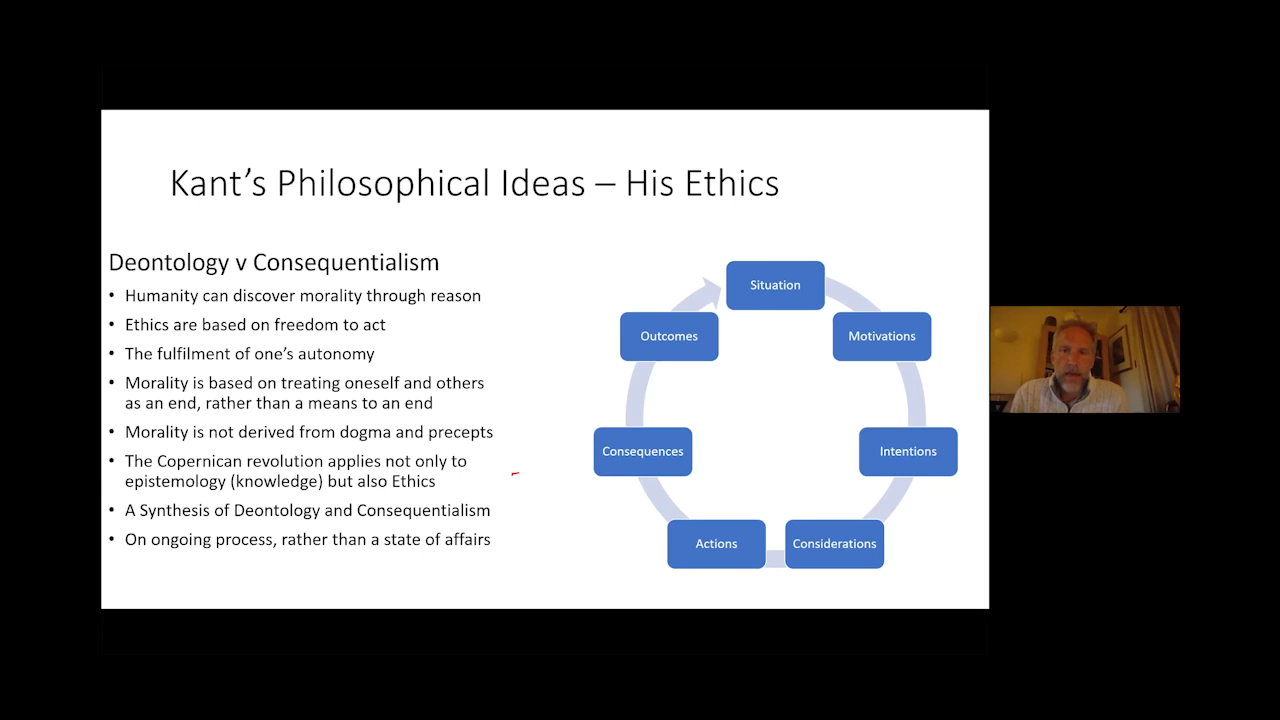 Kant's Philosophical Ideas – His Ethics
Deontology v Consequentialism
• Humanity can discover morality through reason
• Ethics are based on freedom to act
• The fulfilment of one's autonomy
• Morality is based on treating oneself and others
as an end, rather than a means to an end
• Morality is not derived from dogma and precepts
• The Copernican revolution applies not only to
epistemology (knowledge) but also Ethics
• A Synthesis of Deontology and Consequentialism
• On ongoing process, rather than a state of affairs
Situation
Motivations
Intentions
Considerations
Actions
Consequences
Outcomes